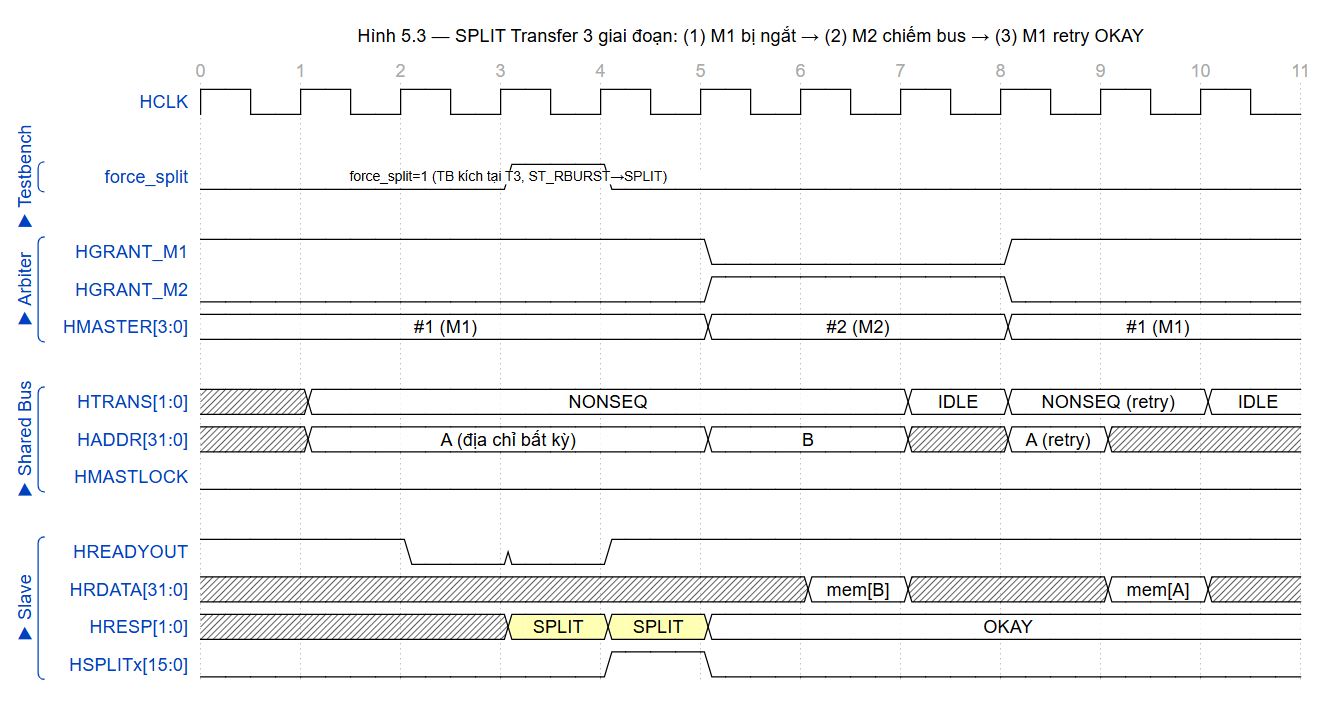 Hình 5.3 — SPLIT Transfer 3 giai đoạn: (1) M1 bị ngắt → (2) M2 chiếm bus → (3) M1 retry OKAY
0 1 2 3 4 5 6 7 8 9 10 11
HCLK
▶ Testbench
force_split
force_split=1 (TB kích tại T3, ST_RBURST→SPLIT)
▶ Arbiter
HGRANT_M1
HGRANT_M2
HMASTER[3:0] #1 (M1) #2 (M2) #1 (M1)
▶ Shared Bus
HTRANS[1:0] NONSEQ IDLE NONSEQ (retry) IDLE
HADDR[31:0] A (địa chỉ bất kỳ) B A (retry)
HMASTLOCK
▶ Slave
HREADYOUT
HRDATA[31:0] mem[B] mem[A]
HRESP[1:0] SPLIT SPLIT OKAY
HSPLITx[15:0]